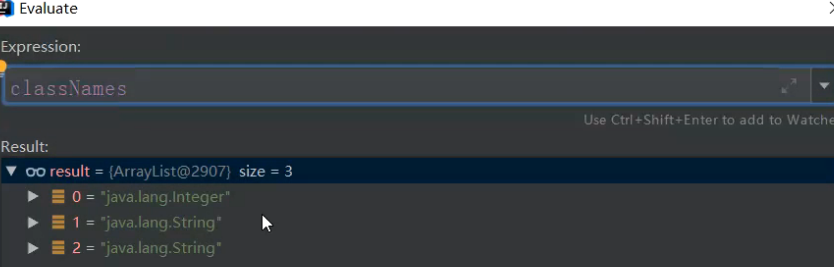 Evaluate
Expression:
classNames
Use Ctrl+Shift+Enter to add to Watche
Result:
result = {ArrayList@2907} size = 3
0 = "java.lang.Integer"
1 = "java.lang.String"
2 = "java.lang.String"